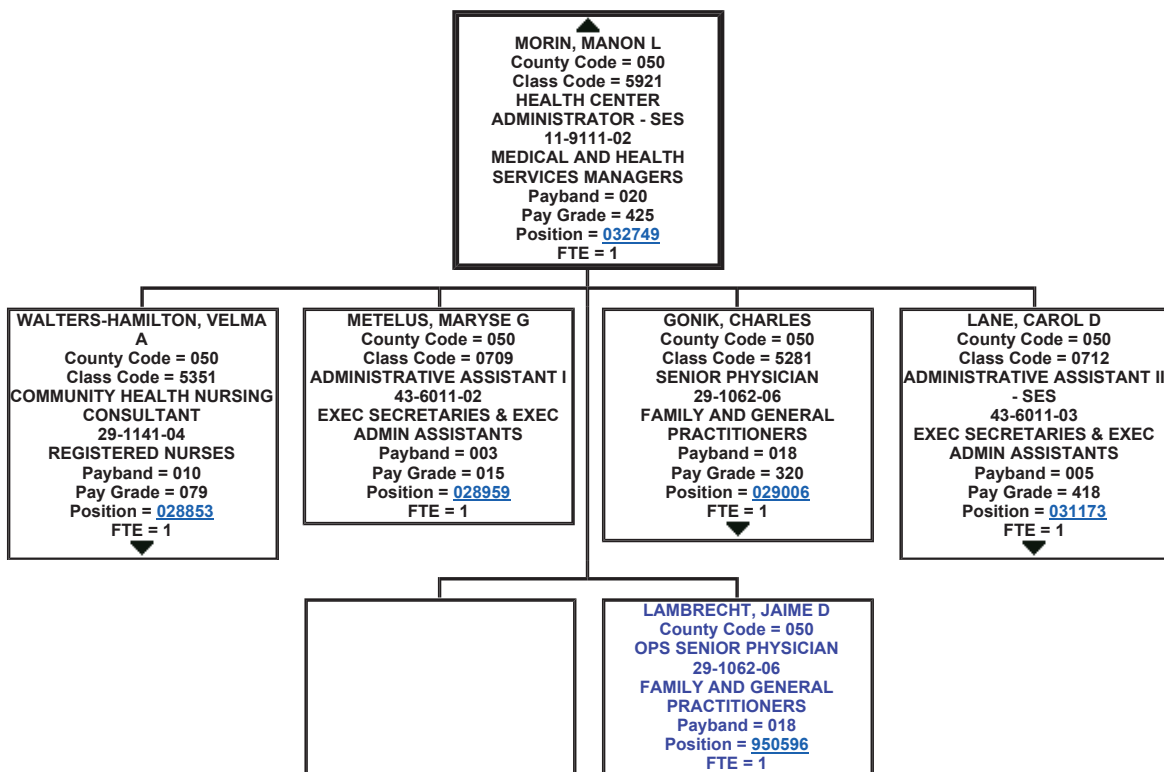 MORIN, MANON L
County Code = 050
Class Code = 5921
HEALTH CENTER
ADMINISTRATOR - SES
11-9111-02
MEDICAL AND HEALTH
SERVICES MANAGERS
Payband = 020
Pay Grade = 425
Position = 032749
FTE = 1
WALTERS-HAMILTON, VELMA
A
County Code = 050
Class Code = 5351
COMMUNITY HEALTH NURSING
CONSULTANT
29-1141-04
REGISTERED NURSES
Payband = 010
Pay Grade = 079
Position = 028853
FTE = 1
METELUS, MARYSE G
County Code = 050
Class Code = 0709
ADMINISTRATIVE ASSISTANT I
43-6011-02
EXEC SECRETARIES & EXEC
ADMIN ASSISTANTS
Payband = 003
Pay Grade = 015
Position = 028959
FTE = 1
GONIK, CHARLES
County Code = 050
Class Code = 5281
SENIOR PHYSICIAN
29-1062-06
FAMILY AND GENERAL
PRACTITIONERS
Payband = 018
Pay Grade = 320
Position = 029006
FTE = 1
LANE, CAROL D
County Code = 050
Class Code = 0712
ADMINISTRATIVE ASSISTANT II
- SES
43-6011-03
EXEC SECRETARIES & EXEC
ADMIN ASSISTANTS
Payband = 005
Pay Grade = 418
Position = 031173
FTE = 1
LAMBRECHT, JAIME D
County Code = 050
OPS SENIOR PHYSICIAN
29-1062-06
FAMILY AND GENERAL
PRACTITIONERS
Payband = 018
Position = 950596
FTE = 1